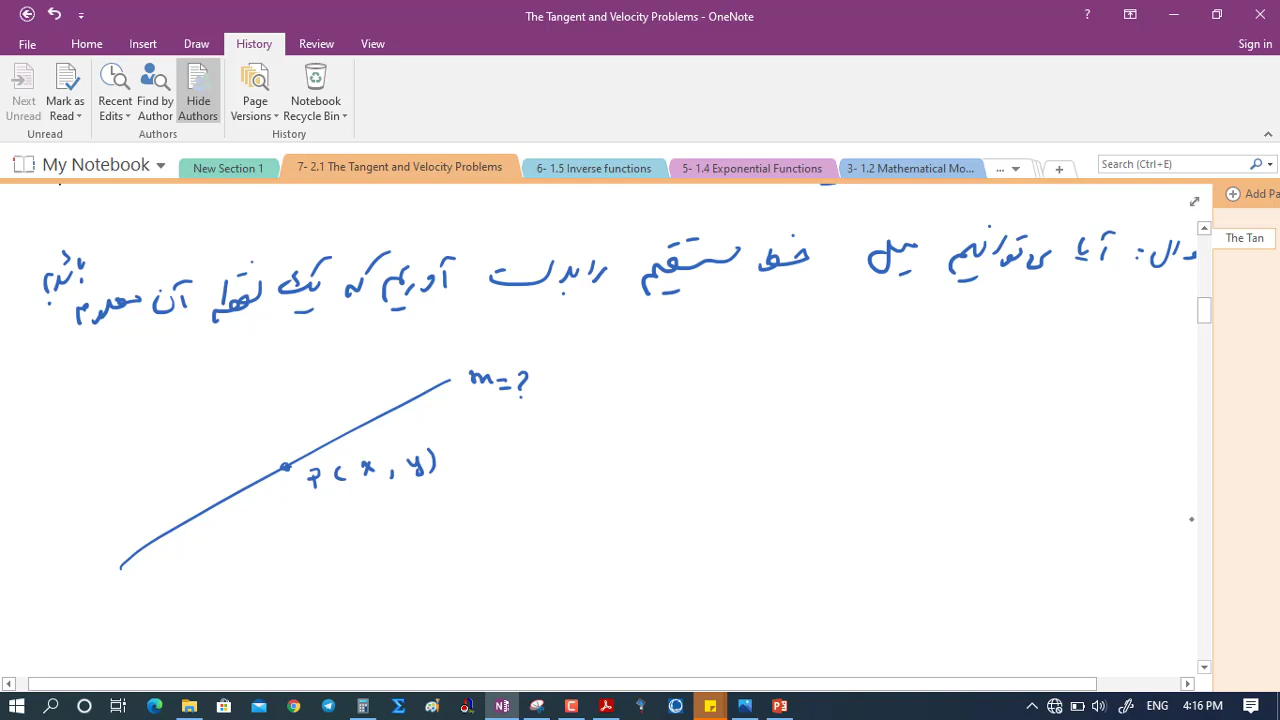 The Tangent and Velocity Problems - OneNote
?
File Home Insert Draw History Review View
Sign in
Next Unread
Mark as Read
Recent Edits
Find by Author
Hide Authors
Page Versions
Notebook Recycle Bin
Unread Authors History
My Notebook
New Section 1
7- 2.1 The Tangent and Velocity Problems
6- 1.5 Inverse functions
5- 1.4 Exponential Functions
3- 1.2 Mathematical Mo...
...
Search (Ctrl+E)
Add Pa
The Tan
وال: آیا می توانیم میل خط مستقیم را بدست آوریم که یک نقطه آن معلوم باشد
m = ?
P ( x , y )
ENG
4:16 PM